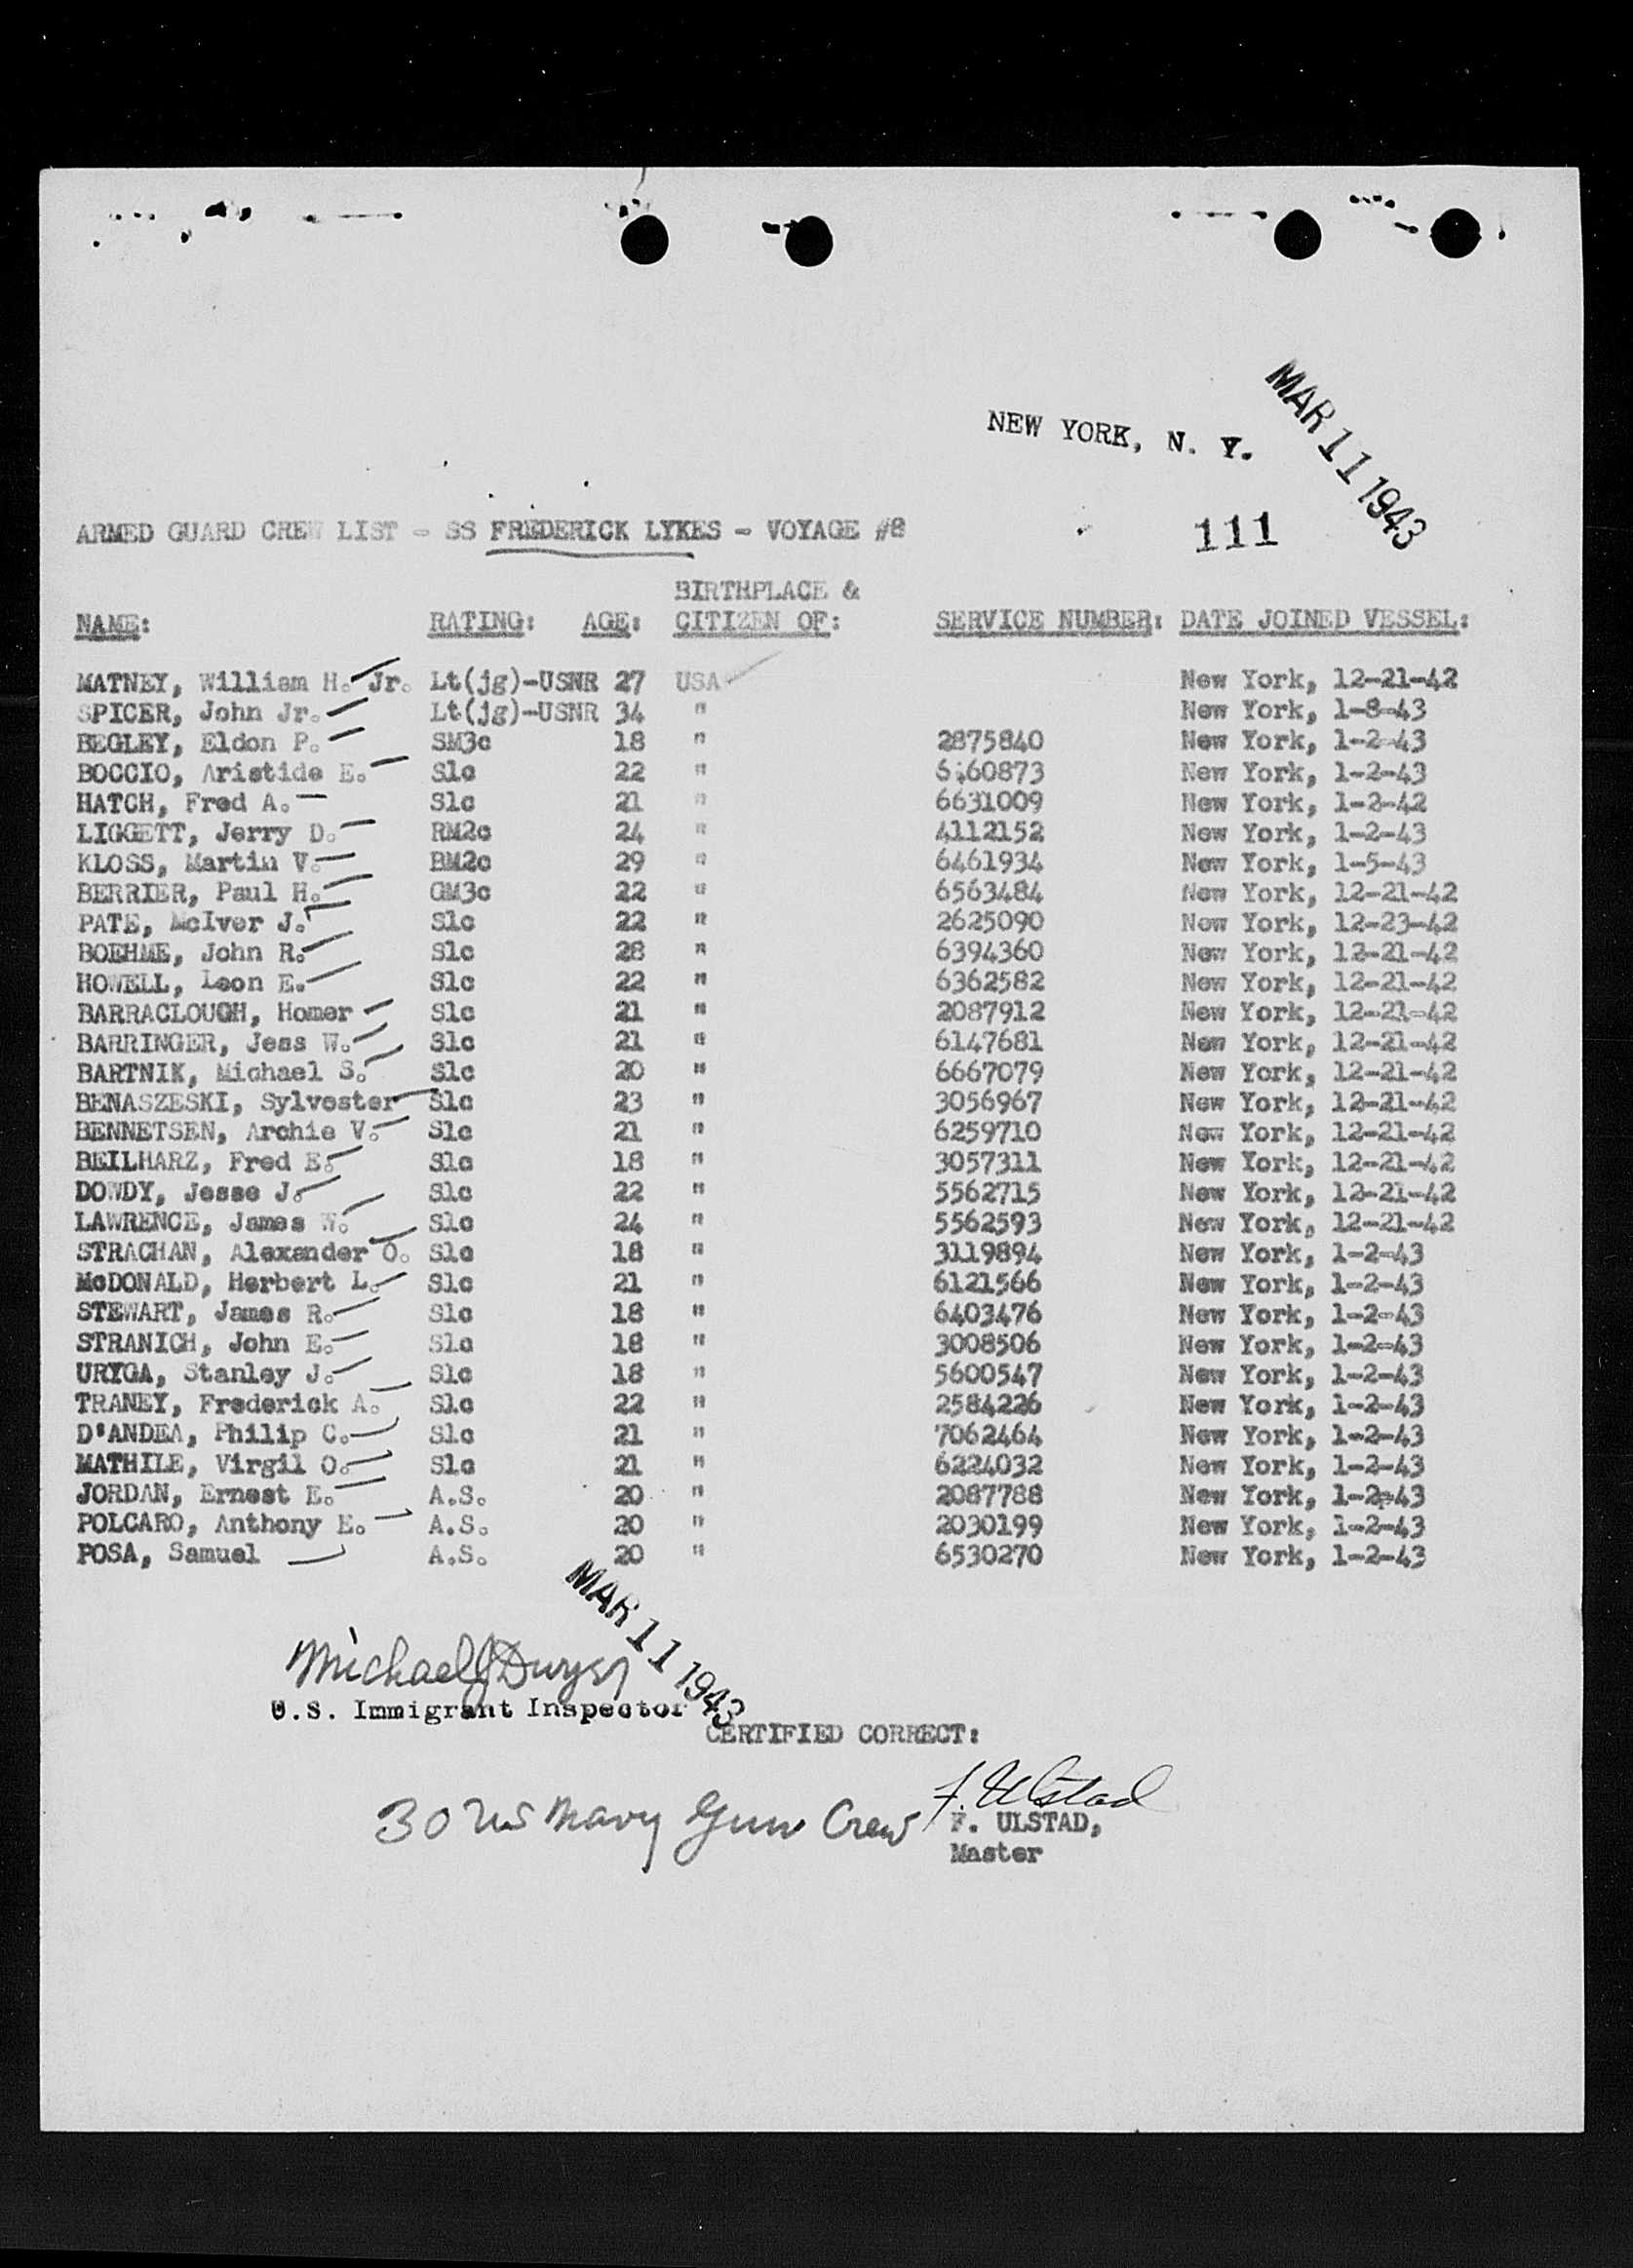 MAR 11 1943
NEW YORK, N. Y.
111
ARMED GUARD CREW LIST - SS FREDERICK LYKES - VOYAGE #8
BIRTHPLACE &
NAME: RATING: AGE: CITIZEN OF: SERVICE NUMBER: DATE JOINED VESSEL:
MATNEY, William H. Jr. Lt(jg)-USNR 27 USA New York, 12-21-42
SPICER, John Jr. Lt(jg)-USNR 34 " New York, 1-8-43
BEGLEY, Eldon P. SM3c 18 " 2875840 New York, 1-2-43
BOCCIO, Aristide E. S1c 22 " New York, 1-2-43
HATCH, Fred A. S1c 21 " 6631009 New York, 1-2-42
LIGGETT, Jerry D. RM2c 24 " 4112152 New York, 1-2-43
KLOSS, Martin V. BM2c 29 " 6461934 New York, 1-5-43
BERRIER, Paul H. GM3c 22 " 6563484 New York, 12-21-42
PATE, McIver J. S1c 22 " 2625090 New York, 12-23-42
BOEHME, John R. S1c 28 " 6394360 New York, 12-21-42
HOWELL, Leon E. S1c 22 " 6362582 New York, 12-21-42
BARRACLOUGH, Homer S1c 21 " 2087912 New York, 12-21-42
BARRINGER, Jess W. S1c 21 " 6147681 New York, 12-21-42
BARTNIK, Michael S. S1c 20 " 6667079 New York, 12-21-42
BENASZESKI, Sylvester S1c 23 " 3056967 New York, 12-21-42
BENNETSEN, Archie V. S1c 21 " 6259710 New York, 12-21-42
BEILHARZ, Fred E. S1c 18 " 3057311 New York, 12-21-42
DOWDY, Jesse J. S1c 22 " 5562715 New York, 12-21-42
LAWRENCE, James W. S1c 24 " 5562593 New York, 12-21-42
STRACHAN, Alexander O. S1c 18 " 3119894 New York, 1-2-43
McDONALD, Herbert L. S1c 21 " 6121566 New York, 1-2-43
STEWART, James R. S1c 18 " 6403476 New York, 1-2-43
STRANICH, John E. S1c 18 " 3008506 New York, 1-2-43
URYGA, Stanley J. S1c 18 " 5600547 New York, 1-2-43
TRANEY, Frederick A. S1c 22 " 2584226 New York, 1-2-43
D'ANDEA, Philip C. S1c 21 " 7062464 New York, 1-2-43
MATHILE, Virgil O. S1c 21 " 6224032 New York, 1-2-43
JORDAN, Ernest E. A.S. 20 " 2087788 New York, 1-2-43
POLCARO, Anthony E. A.S. 20 " 2030199 New York, 1-2-43
POSA, Samuel A.S. 20 " 6530270 New York, 1-2-43
MAR 11 1943
Michael J Dwyer
U.S. Immigrant Inspector
CERTIFIED CORRECT:
F. Ulstad
30 US Navy Gun Crew
F. ULSTAD,
Master